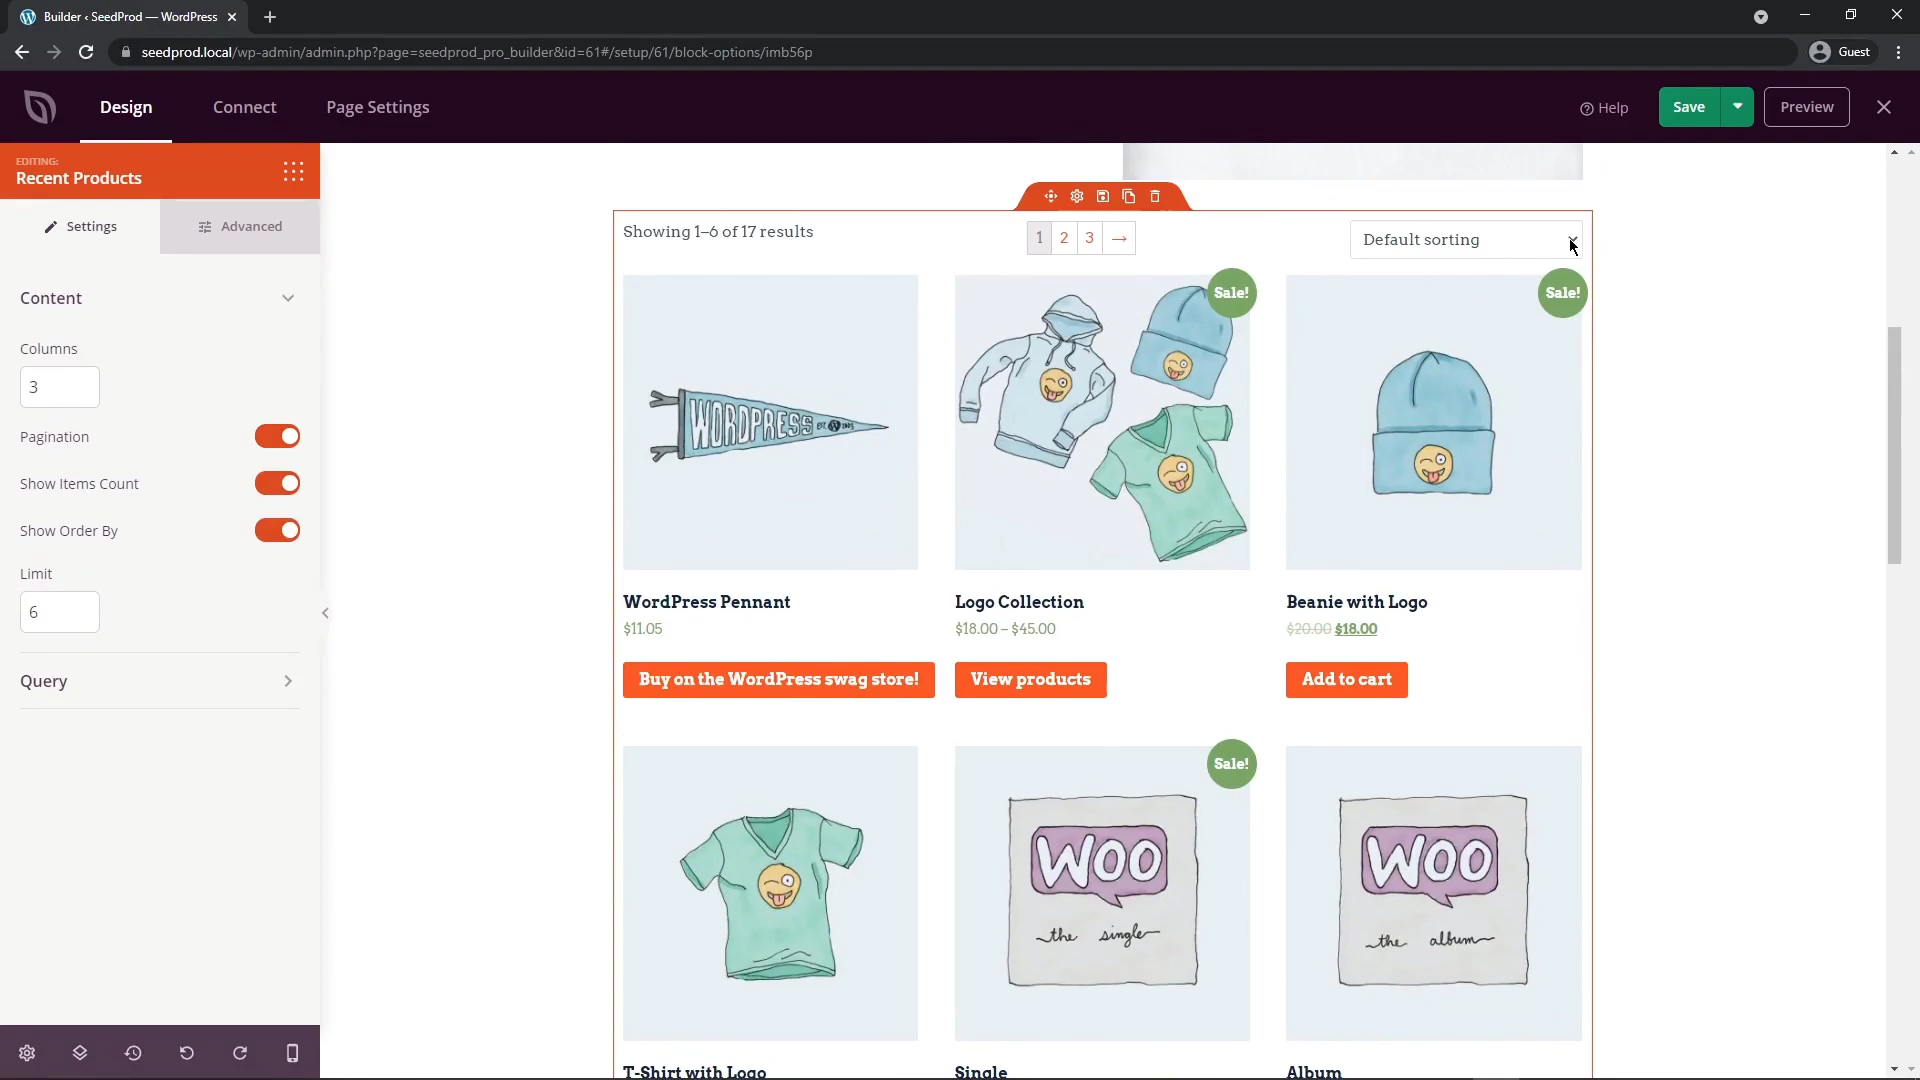 Builder ‹ SeedProd — WordPress
seedprod.local/wp-admin/admin.php?page=seedprod_pro_builder&id=61#/setup/61/block-options/imb56p
Guest
Design
Connect
Page Settings
Help
Save
Preview
EDITING:
Recent Products
Settings
Advanced
Content
Columns
3
Pagination
Show Items Count
Show Order By
Limit
6
Query
Showing 1–6 of 17 results
1 2 3 →
Default sorting
Sale!
Sale!
WORDPRESS
WordPress Pennant
Logo Collection
Beanie with Logo
$11.05
$18.00 – $45.00
$20.00 $18.00
Buy on the WordPress swag store!
View products
Add to cart
Sale!
WOO
the single
WOO
the album
T-Shirt with Logo
Single
Album